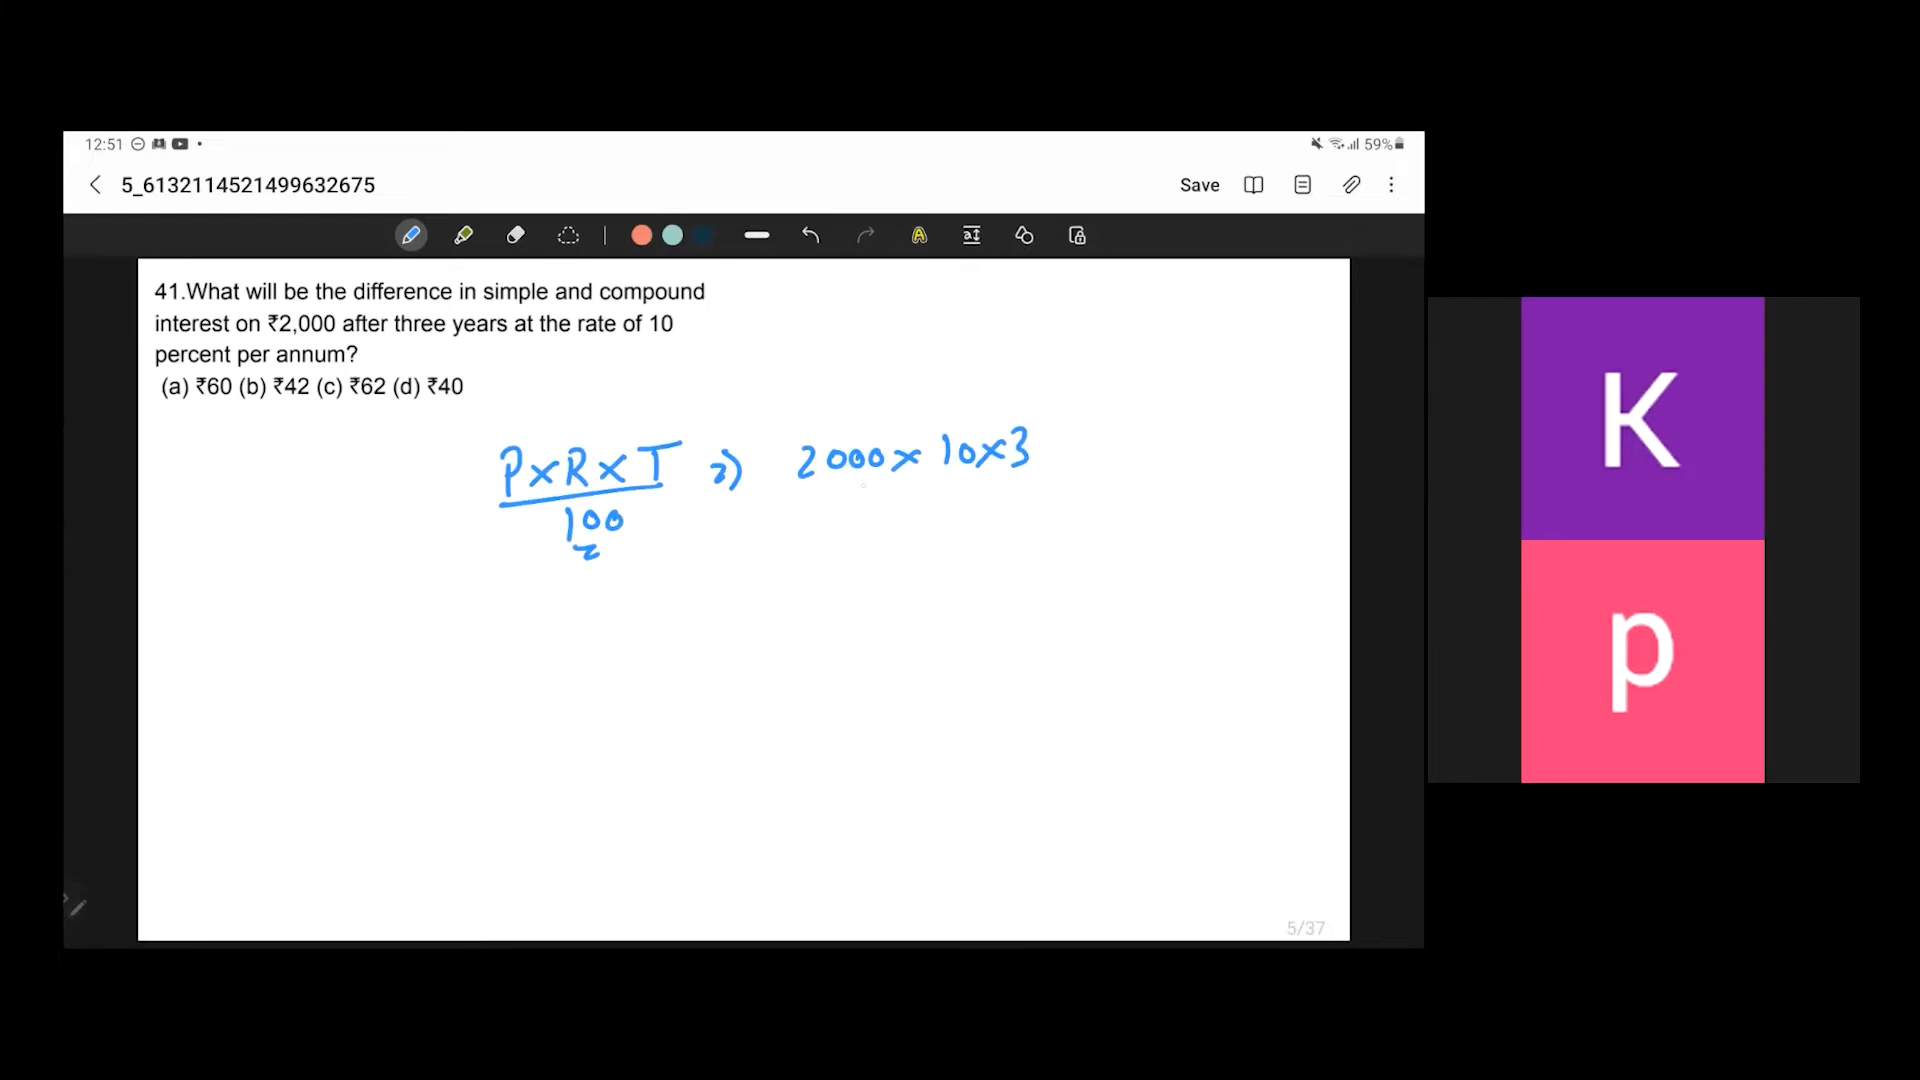 12:51
59%
5_6132114521499632675
Save
41.What will be the difference in simple and compound
interest on ₹2,000 after three years at the rate of 10
percent per annum?
(a) ₹60 (b) ₹42 (c) ₹62 (d) ₹40
P×R×T ⇒ 2000 × 10×3
100
5/37
K
p